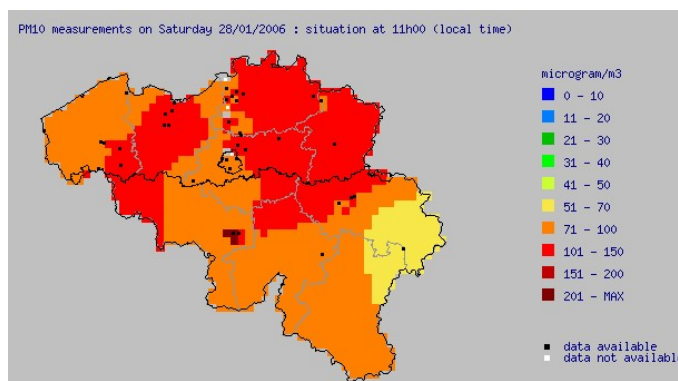 PM10 measurements on Saturday 28/01/2006 : situation at 11h00 (local time)
microgram/m3
0 - 10
11 - 20
21 - 30
31 - 40
41 - 50
51 - 70
71 - 100
101 - 150
151 - 200
201 - MAX
data available
data not availabl